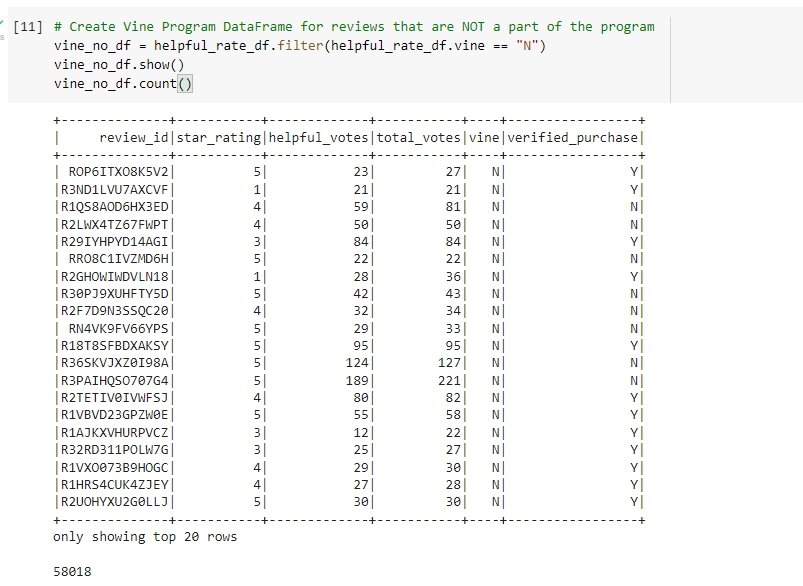 [11] # Create Vine Program DataFrame for reviews that are NOT a part of the program
vine_no_df = helpful_rate_df.filter(helpful_rate_df.vine == "N")
vine_no_df.show()
vine_no_df.count()
+--------------+-----------+-------------+-----------+----+-----------------+
|     review_id|star_rating|helpful_votes|total_votes|vine|verified_purchase|
+--------------+-----------+-------------+-----------+----+-----------------+
| ROP6ITXO8K5V2|          5|           23|         27|   N|                Y|
|R3ND1LVU7AXCVF|          1|           21|         21|   N|                Y|
|R1QS8AOD6HX3ED|          4|           59|         81|   N|                N|
|R2LWX4TZ67FWPT|          4|           50|         50|   N|                N|
|R29IYHPYD14AGI|          3|           84|         84|   N|                Y|
| RRO8C1IVZMD6H|          5|           22|         22|   N|                N|
|R2GHOWIWDVLN18|          1|           28|         36|   N|                Y|
|R30PJ9XUHFTY5D|          5|           42|         43|   N|                N|
|R2F7D9N3SSQC20|          4|           32|         34|   N|                N|
| RN4VK9FV66YPS|          5|           29|         33|   N|                N|
|R18T8SFBDXAKSY|          5|           95|         95|   N|                Y|
|R36SKVJXZ0I98A|          5|          124|        127|   N|                N|
|R3PAIHQSO707G4|          5|          189|        221|   N|                N|
|R2TETIV0IVWFSJ|          4|           80|         82|   N|                Y|
|R1VBVD23GPZW0E|          5|           55|         58|   N|                Y|
|R1AJKXVHURPVCZ|          3|           12|         22|   N|                Y|
|R32RD311POLW7G|          3|           25|         27|   N|                Y|
|R1VXO073B9HOGC|          4|           29|         30|   N|                Y|
|R1HRS4CUK4ZJEY|          4|           27|         28|   N|                Y|
|R2UOHYXU2G0LLJ|          5|           30|         30|   N|                Y|
+--------------+-----------+-------------+-----------+----+-----------------+
only showing top 20 rows
58018